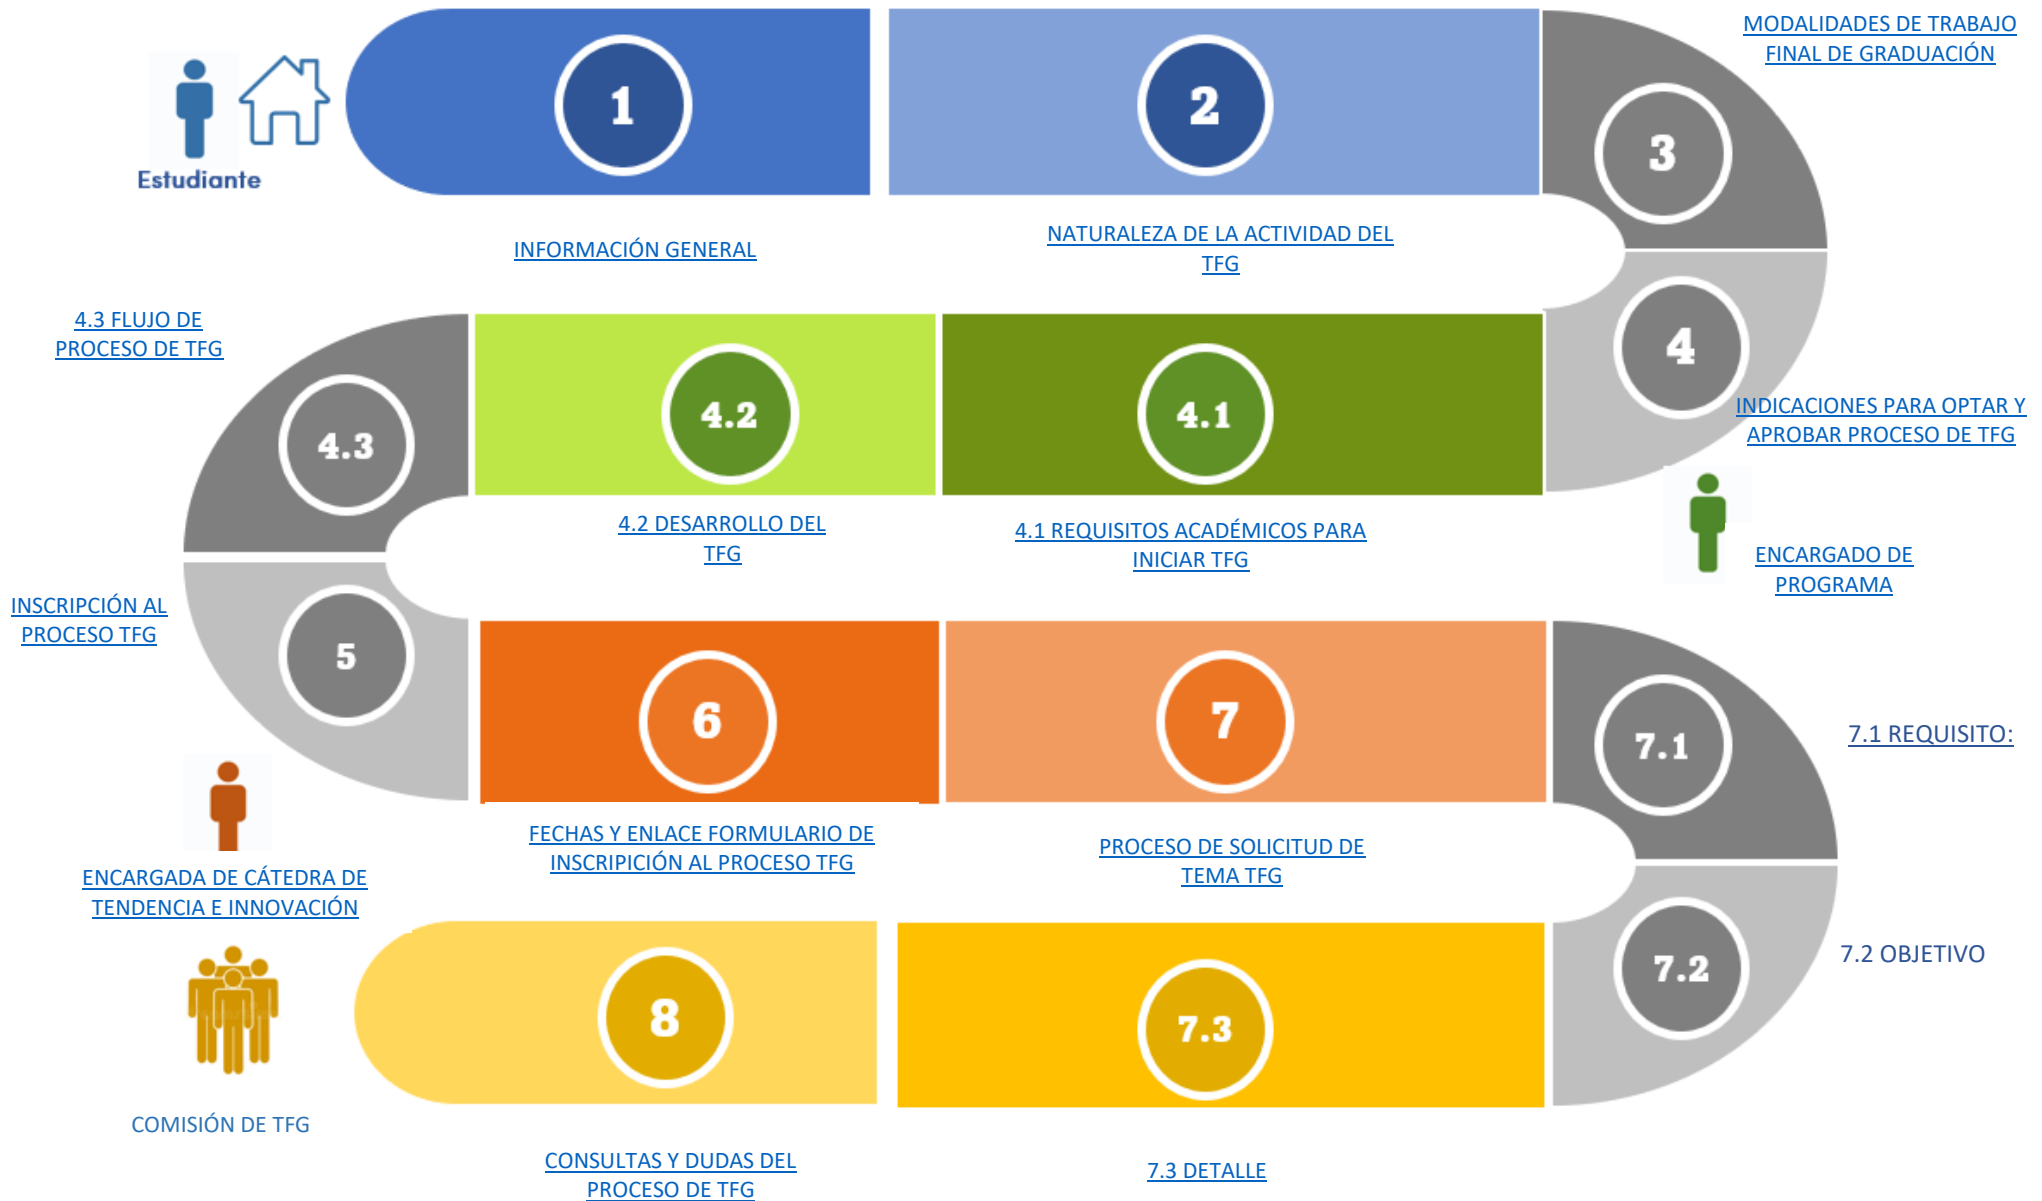 1
2
3
MODALIDADES DE TRABAJO
FINAL DE GRADUACIÓN
Estudiante
INFORMACIÓN GENERAL
NATURALEZA DE LA ACTIVIDAD DEL
TFG
4
INDICACIONES PARA OPTAR Y
APROBAR PROCESO DE TFG
ENCARGADO DE
PROGRAMA
4.1
4.1 REQUISITOS ACADÉMICOS PARA
INICIAR TFG
4.2
4.2 DESARROLLO DEL
TFG
4.3 FLUJO DE
PROCESO DE TFG
4.3
INSCRIPCIÓN AL
PROCESO TFG
5
ENCARGADA DE CÁTEDRA DE
TENDENCIA E INNOVACIÓN
6
FECHAS Y ENLACE FORMULARIO DE
INSCRIPICIÓN AL PROCESO TFG
7
PROCESO DE SOLICITUD DE
TEMA TFG
7.1
7.1 REQUISITO:
7.2
7.2 OBJETIVO
7.3
7.3 DETALLE
8
CONSULTAS Y DUDAS DEL
PROCESO DE TFG
COMISIÓN DE TFG